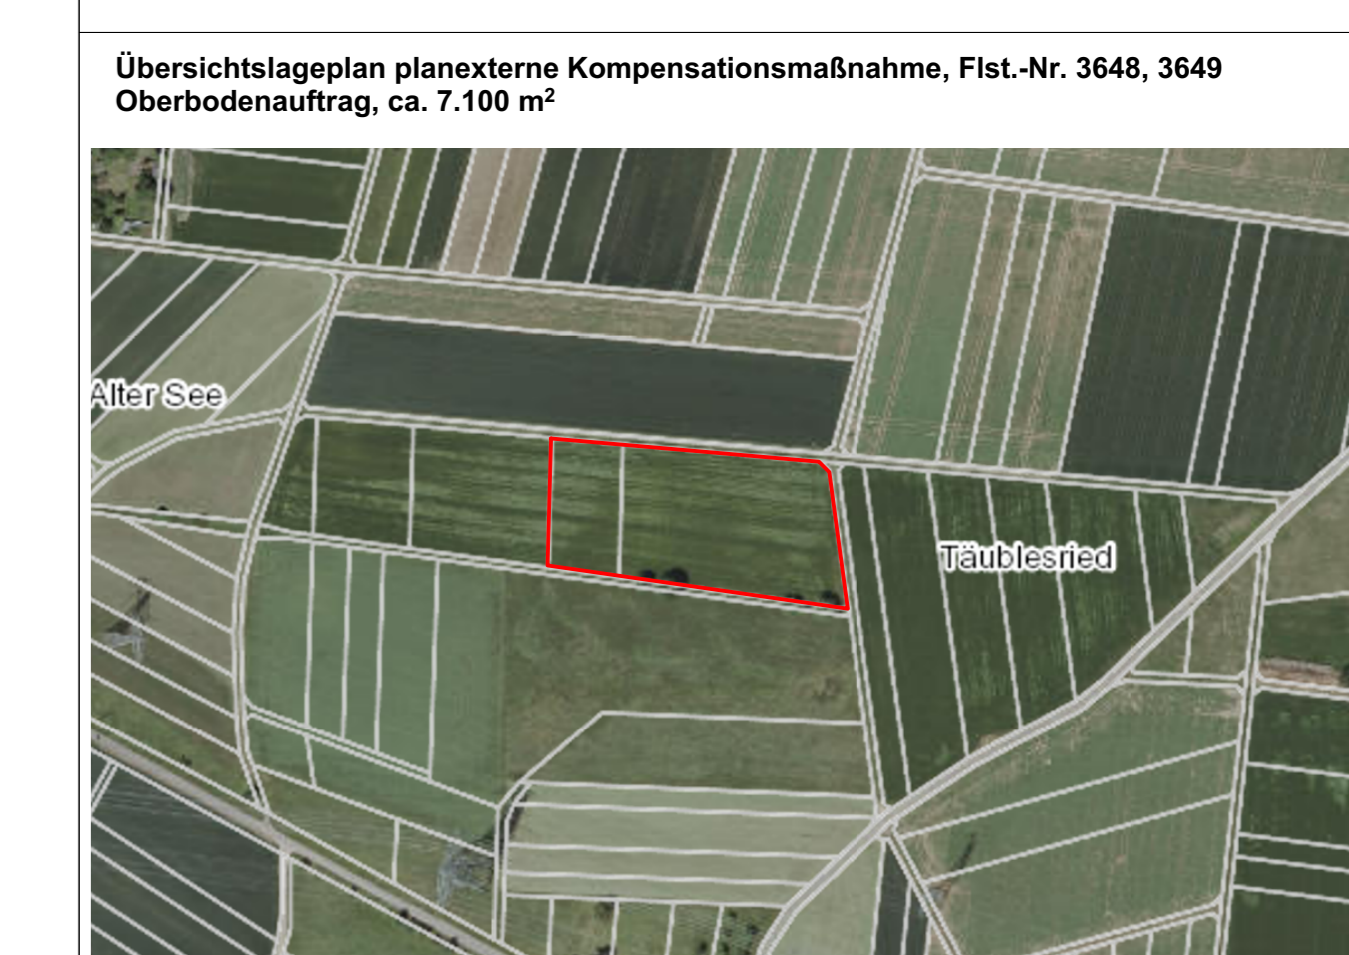 Übersichtslageplan planexterne Kompensationsmaßnahme, Flst.-Nr. 3648, 3649
Oberbodenauftrag, ca. 7.100 m²
Alter See
Täublesried